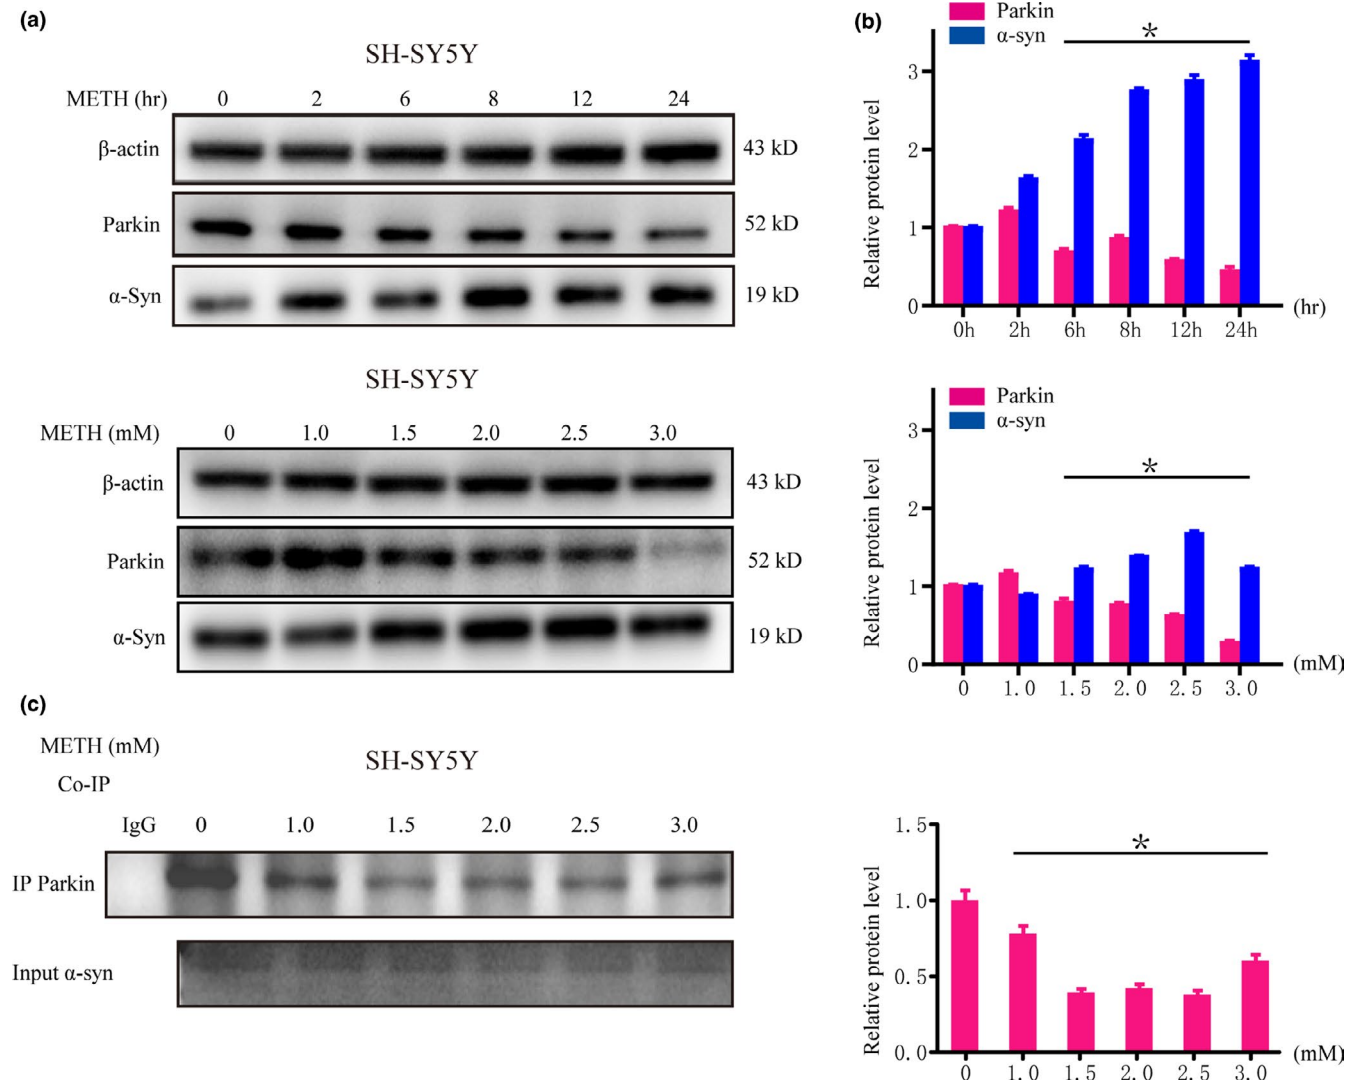 (a)
SH-SY5Y
METH (hr) 0 2 6 8 12 24
β-actin 43 kD
Parkin 52 kD
α-Syn 19 kD
SH-SY5Y
METH (mM) 0 1.0 1.5 2.0 2.5 3.0
β-actin 43 kD
Parkin 52 kD
α-Syn 19 kD
(b)
Parkin
α-syn
*
Relative protein level
3
2
1
0
0h 2h 6h 8h 12h 24h (hr)
Parkin
α-syn
*
Relative protein level
3
2
1
0
0 1.0 1.5 2.0 2.5 3.0 (mM)
(c)
METH (mM)
SH-SY5Y
Co-IP
IgG 0 1.0 1.5 2.0 2.5 3.0
IP Parkin
Input α-syn
*
Relative protein level
1.5
1.0
0.5
0.0
0 1.0 1.5 2.0 2.5 3.0 (mM)